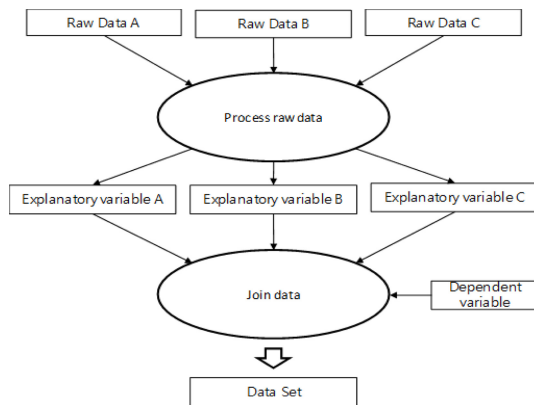 Raw Data A
Raw Data B
Raw Data C
Process raw data
Explanatory variable A
Explanatory variable B
Explanatory variable C
Join data
Dependent
variable
Data Set